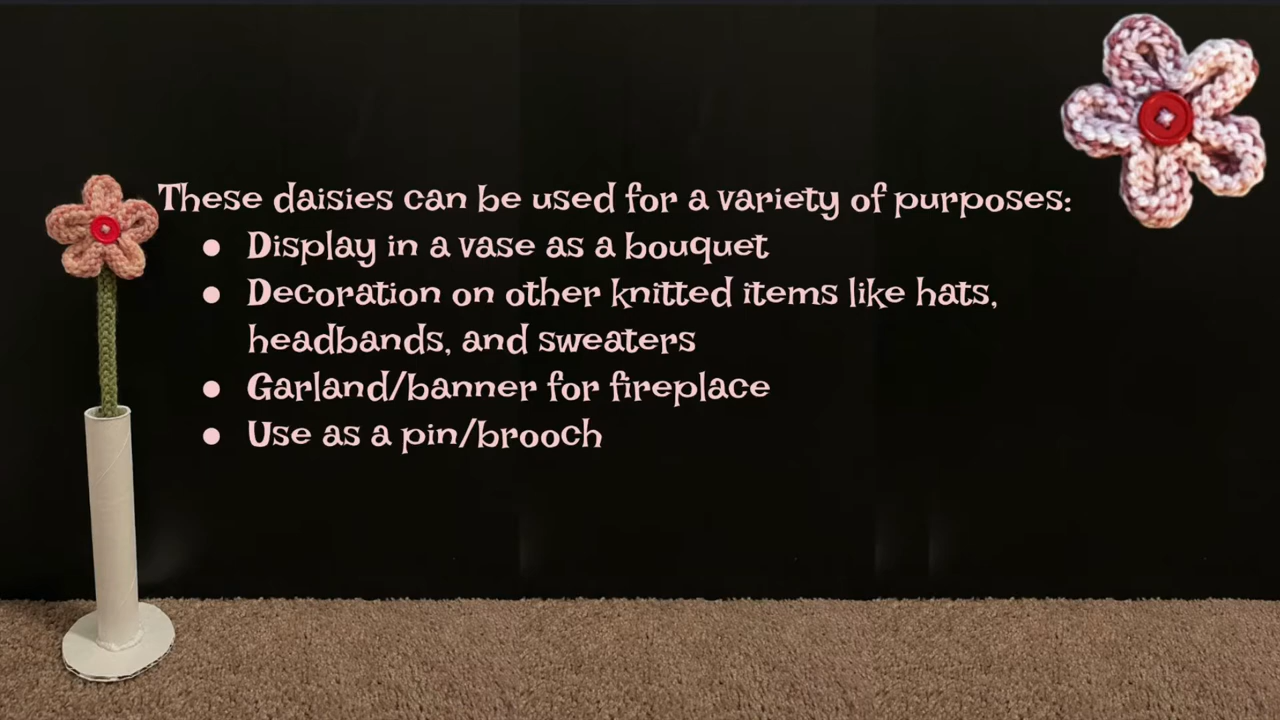 These daisies can be used for a variety of purposes:
● Display in a vase as a bouquet
● Decoration on other knitted items like hats,
headbands, and sweaters
● Garland/banner for fireplace
● Use as a pin/brooch